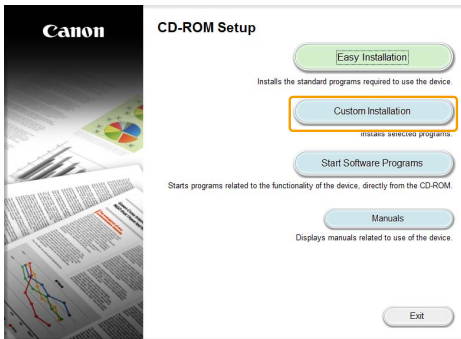 Canon
CD-ROM Setup
Easy Installation
Installs the standard programs required to use the device.
Custom Installation
Installs selected programs.
Start Software Programs
Starts programs related to the functionality of the device, directly from the CD-ROM.
Manuals
Displays manuals related to use of the device.
Exit